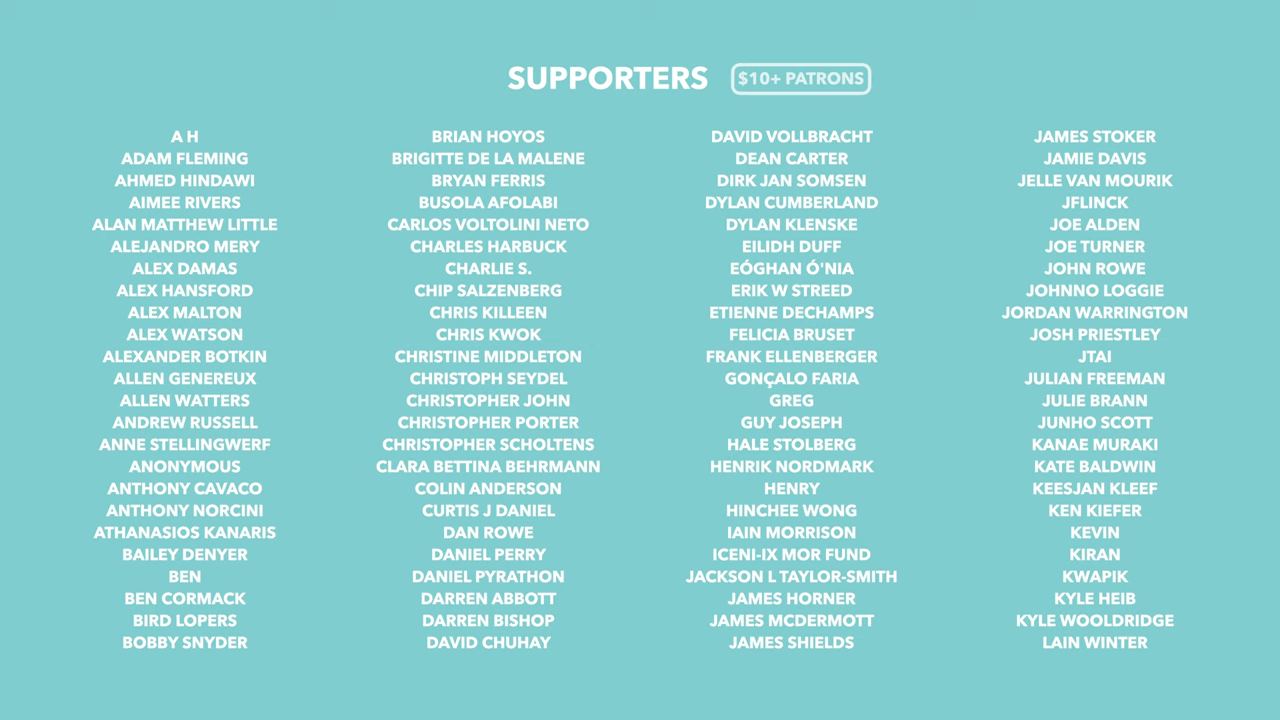 SUPPORTERS $10+ PATRONS
A H
ADAM FLEMING
AHMED HINDAWI
AIMEE RIVERS
ALAN MATTHEW LITTLE
ALEJANDRO MERY
ALEX DAMAS
ALEX HANSFORD
ALEX MALTON
ALEX WATSON
ALEXANDER BOTKIN
ALLEN GENEREUX
ALLEN WATTERS
ANDREW RUSSELL
ANNE STELLINGWERF
ANONYMOUS
ANTHONY CAVACO
ANTHONY NORCINI
ATHANASIOS KANARIS
BAILEY DENYER
BEN
BEN CORMACK
BIRD LOPERS
BOBBY SNYDER
BRIAN HOYOS
BRIGITTE DE LA MALENE
BRYAN FERRIS
BUSOLA AFOLABI
CARLOS VOLTOLINI NETO
CHARLES HARBUCK
CHARLIE S.
CHIP SALZENBERG
CHRIS KILLEEN
CHRIS KWOK
CHRISTINE MIDDLETON
CHRISTOPH SEYDEL
CHRISTOPHER JOHN
CHRISTOPHER PORTER
CHRISTOPHER SCHOLTENS
CLARA BETTINA BEHRMANN
COLIN ANDERSON
CURTIS J DANIEL
DAN ROWE
DANIEL PERRY
DANIEL PYRATHON
DARREN ABBOTT
DARREN BISHOP
DAVID CHUHAY
DAVID VOLLBRACHT
DEAN CARTER
DIRK JAN SOMSEN
DYLAN CUMBERLAND
DYLAN KLENSKE
EILIDH DUFF
EÓGHAN Ó'NIA
ERIK W STREED
ETIENNE DECHAMPS
FELICIA BRUSET
FRANK ELLENBERGER
GONÇALO FARIA
GREG
GUY JOSEPH
HALE STOLBERG
HENRIK NORDMARK
HENRY
HINCHEE WONG
IAIN MORRISON
ICENI-IX MOR FUND
JACKSON L TAYLOR-SMITH
JAMES HORNER
JAMES MCDERMOTT
JAMES SHIELDS
JAMES STOKER
JAMIE DAVIS
JELLE VAN MOURIK
JFLINCK
JOE ALDEN
JOE TURNER
JOHN ROWE
JOHNNO LOGGIE
JORDAN WARRINGTON
JOSH PRIESTLEY
JTAI
JULIAN FREEMAN
JULIE BRANN
JUNHO SCOTT
KANAE MURAKI
KATE BALDWIN
KEESJAN KLEEF
KEN KIEFER
KEVIN
KIRAN
KWAPIK
KYLE HEIB
KYLE WOOLDRIDGE
LAIN WINTER